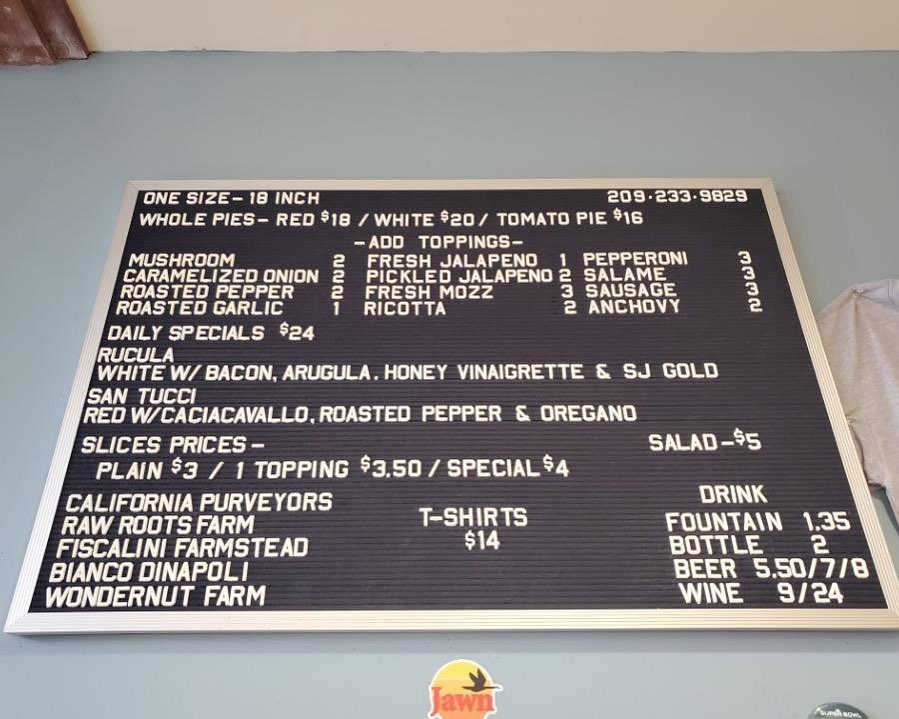 ONE SIZE- 18 INCH 209·233·9829
WHOLE PIES- RED $18 / WHITE $20 / TOMATO PIE $16
-ADD TOPPINGS-
MUSHROOM 2 FRESH JALAPENO 1 PEPPERONI 3
CARAMELIZED ONION 2 PICKLED JALAPENO 2 SALAME 3
ROASTED PEPPER 2 FRESH MOZZ 3 SAUSAGE 3
ROASTED GARLIC 1 RICOTTA 2 ANCHOVY 2
DAILY SPECIALS $24
RUCULA
WHITE W/ BACON, ARUGULA, HONEY VINAIGRETTE & SJ GOLD
SAN TUCCI
RED W/CACIACAVALLO, ROASTED PEPPER & OREGANO
SLICES PRICES- SALAD-$5
PLAIN $3 / 1 TOPPING $3.50 / SPECIAL $4
CALIFORNIA PURVEYORS DRINK
RAW ROOTS FARM T-SHIRTS FOUNTAIN 1.35
FISCALINI FARMSTEAD $14 BOTTLE 2
BIANCO DINAPOLI BEER 5.50/7/8
WONDERNUT FARM WINE 9/24
Jawn
SUPER BOWL